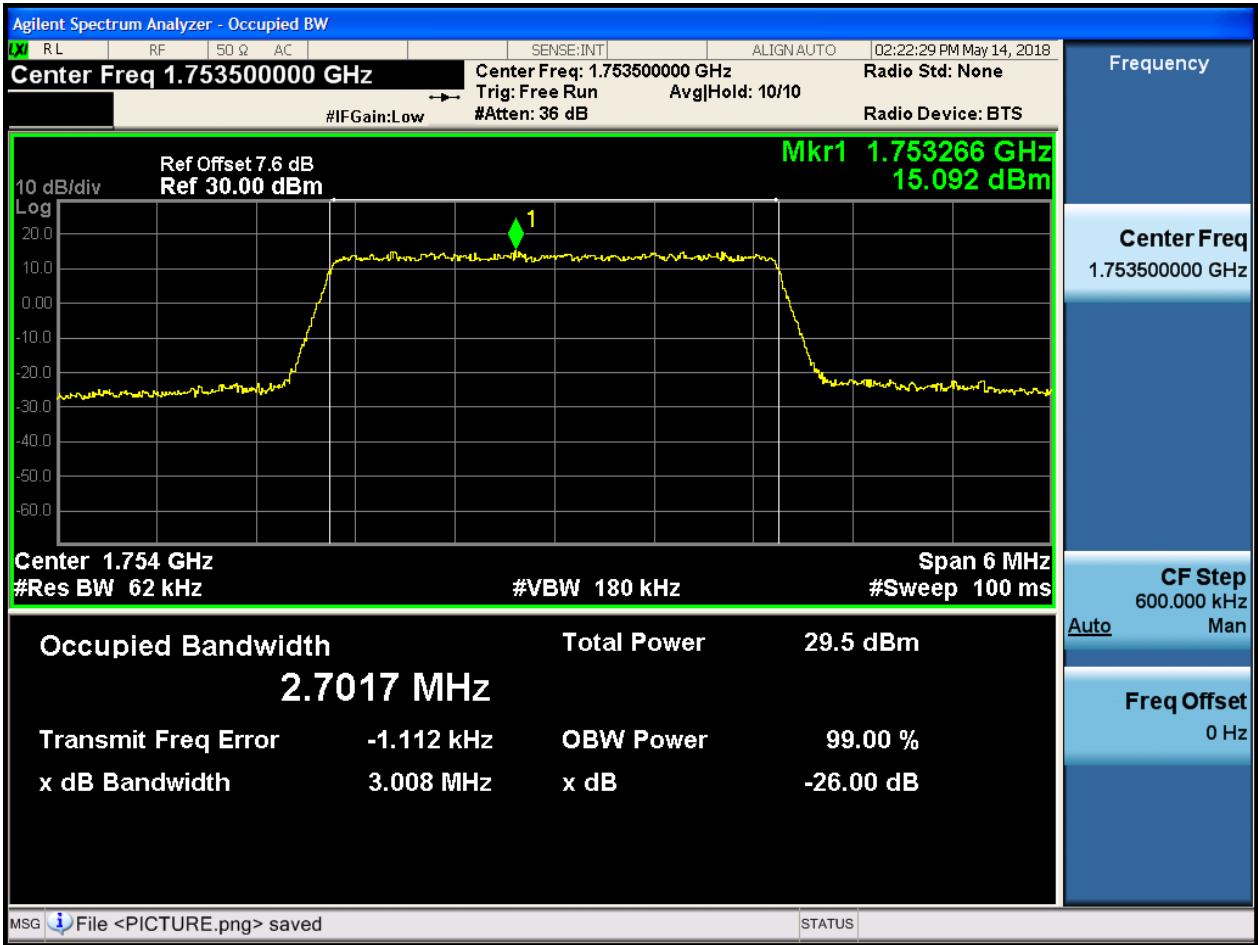 Agilent Spectrum Analyzer - Occupied BW
LXI RL RF 50 Ω AC SENSE:INT ALIGN AUTO 02:22:29 PM May 14, 2018
Center Freq 1.753500000 GHz
Center Freq: 1.753500000 GHz
Radio Std: None
Trig: Free Run Avg|Hold: 10/10
#IFGain:Low
#Atten: 36 dB
Radio Device: BTS
Frequency
Mkr1 1.753266 GHz
15.092 dBm
Ref Offset 7.6 dB
10 dB/div Ref 30.00 dBm
Log
1
20.0
10.0
0.00
-10.0
-20.0
-30.0
-40.0
-50.0
-60.0
Center 1.754 GHz Span 6 MHz
#Res BW 62 kHz #VBW 180 kHz #Sweep 100 ms
Center Freq
1.753500000 GHz
CF Step
600.000 kHz
Auto Man
Freq Offset
0 Hz
Occupied Bandwidth Total Power 29.5 dBm
2.7017 MHz
Transmit Freq Error -1.112 kHz OBW Power 99.00 %
x dB Bandwidth 3.008 MHz x dB -26.00 dB
MSG File <PICTURE.png> saved STATUS